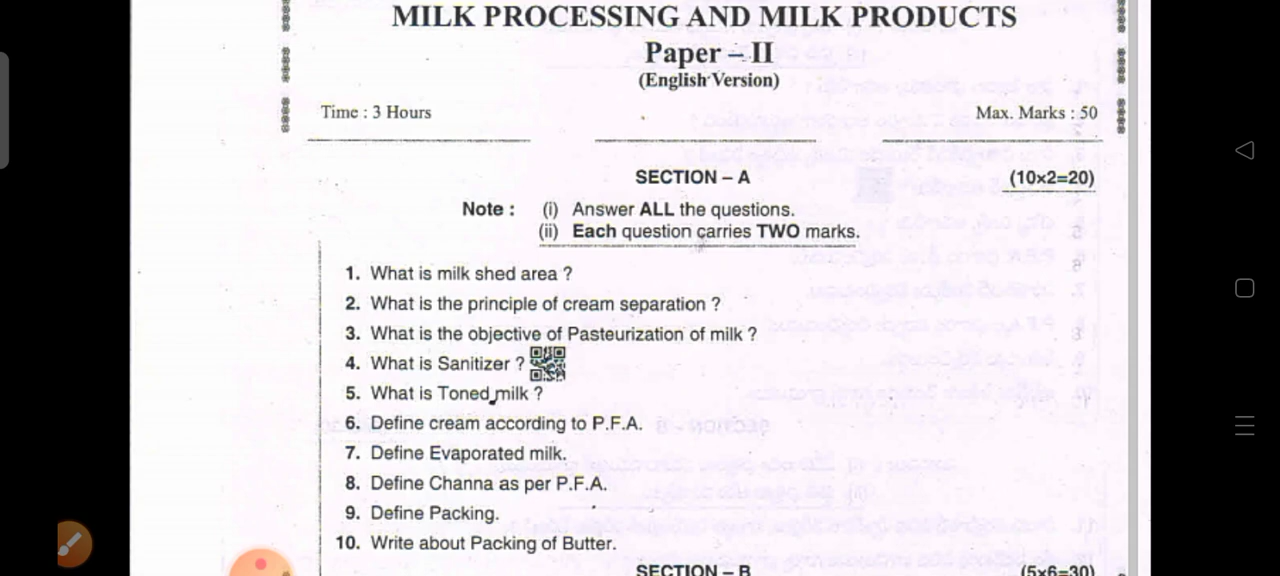 MILK PROCESSING AND MILK PRODUCTS
Paper – II
(English Version)
Time : 3 Hours
Max. Marks : 50
SECTION – A
(10x2=20)
Note : (i) Answer ALL the questions.
(ii) Each question carries TWO marks.
1. What is milk shed area ?
2. What is the principle of cream separation ?
3. What is the objective of Pasteurization of milk ?
4. What is Sanitizer ?
5. What is Toned milk ?
6. Define cream according to P.F.A.
7. Define Evaporated milk.
8. Define Channa as per P.F.A.
9. Define Packing.
10. Write about Packing of Butter.
SECTION – B
(5x6=30)